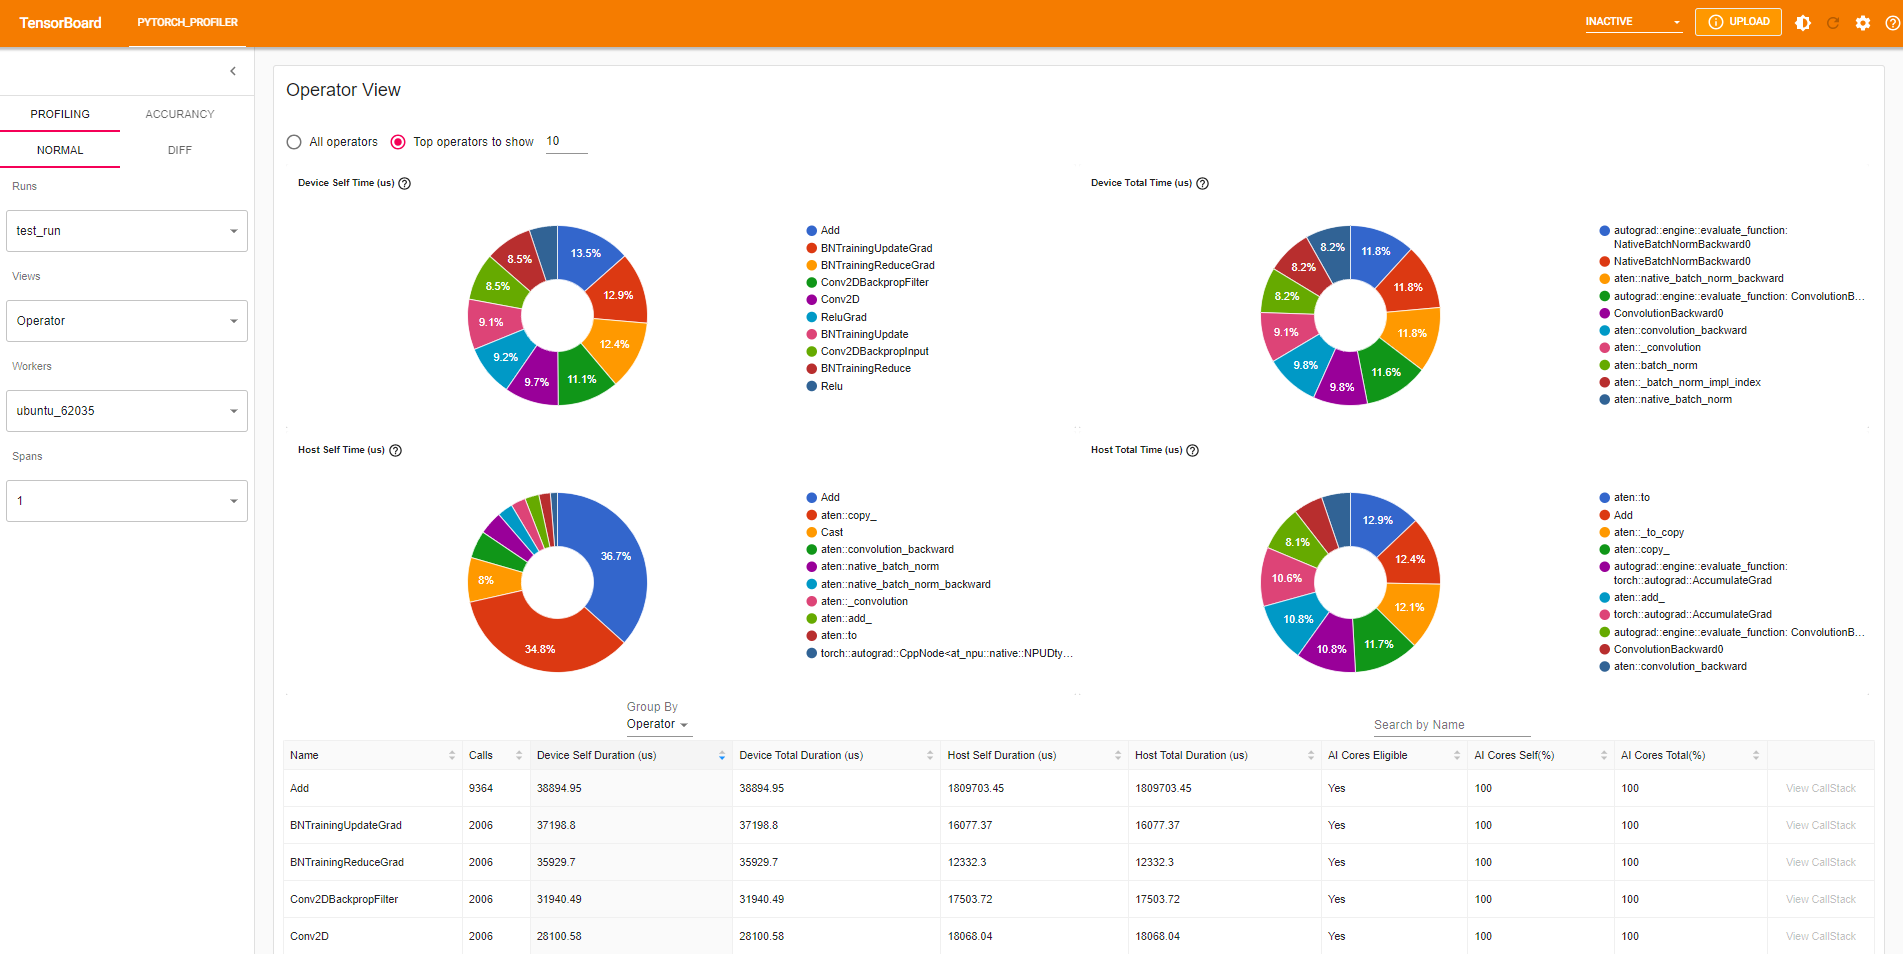 TensorBoard
PYTORCH_PROFILER
INACTIVE
UPLOAD
PROFILING
ACCURANCY
NORMAL
DIFF
Runs
test_run
Views
Operator
Workers
ubuntu_62035
Spans
1
Operator View
All operators
Top operators to show
10
Device Self Time (us)
13.5%
12.9%
12.4%
11.1%
9.7%
9.2%
9.1%
8.5%
8.5%
Add
BNTrainingUpdateGrad
BNTrainingReduceGrad
Conv2DBackpropFilter
Conv2D
ReluGrad
BNTrainingUpdate
Conv2DBackpropInput
BNTrainingReduce
Relu
Device Total Time (us)
11.8%
11.8%
11.8%
11.6%
9.8%
9.8%
9.1%
8.2%
8.2%
8.2%
autograd::engine::evaluate_function:
NativeBatchNormBackward0
NativeBatchNormBackward0
aten::native_batch_norm_backward
autograd::engine::evaluate_function: ConvolutionB...
ConvolutionBackward0
aten::convolution_backward
aten::_convolution
aten::batch_norm
aten::_batch_norm_impl_index
aten::native_batch_norm
Host Self Time (us)
36.7%
34.8%
8%
Add
aten::copy_
Cast
aten::convolution_backward
aten::native_batch_norm
aten::native_batch_norm_backward
aten::_convolution
aten::add_
aten::to
torch::autograd::CppNode<at_npu::native::NPUDty...
Host Total Time (us)
12.9%
12.4%
12.1%
11.7%
10.8%
10.8%
10.6%
8.1%
aten::to
Add
aten::_to_copy
aten::copy_
autograd::engine::evaluate_function:
torch::autograd::AccumulateGrad
aten::add_
torch::autograd::AccumulateGrad
autograd::engine::evaluate_function: ConvolutionB...
ConvolutionBackward0
aten::convolution_backward
Group By
Operator
Search by Name
Name Calls Device Self Duration (us) Device Total Duration (us) Host Self Duration (us) Host Total Duration (us) AI Cores Eligible AI Cores Self(%) AI Cores Total(%)
Add 9364 38894.95 38894.95 1809703.45 1809703.45 Yes 100 100 View CallStack
BNTrainingUpdateGrad 2006 37198.8 37198.8 16077.37 16077.37 Yes 100 100 View CallStack
BNTrainingReduceGrad 2006 35929.7 35929.7 12332.3 12332.3 Yes 100 100 View CallStack
Conv2DBackpropFilter 2006 31940.49 31940.49 17503.72 17503.72 Yes 100 100 View CallStack
Conv2D 2006 28100.58 28100.58 18068.04 18068.04 Yes 100 100 View CallStack